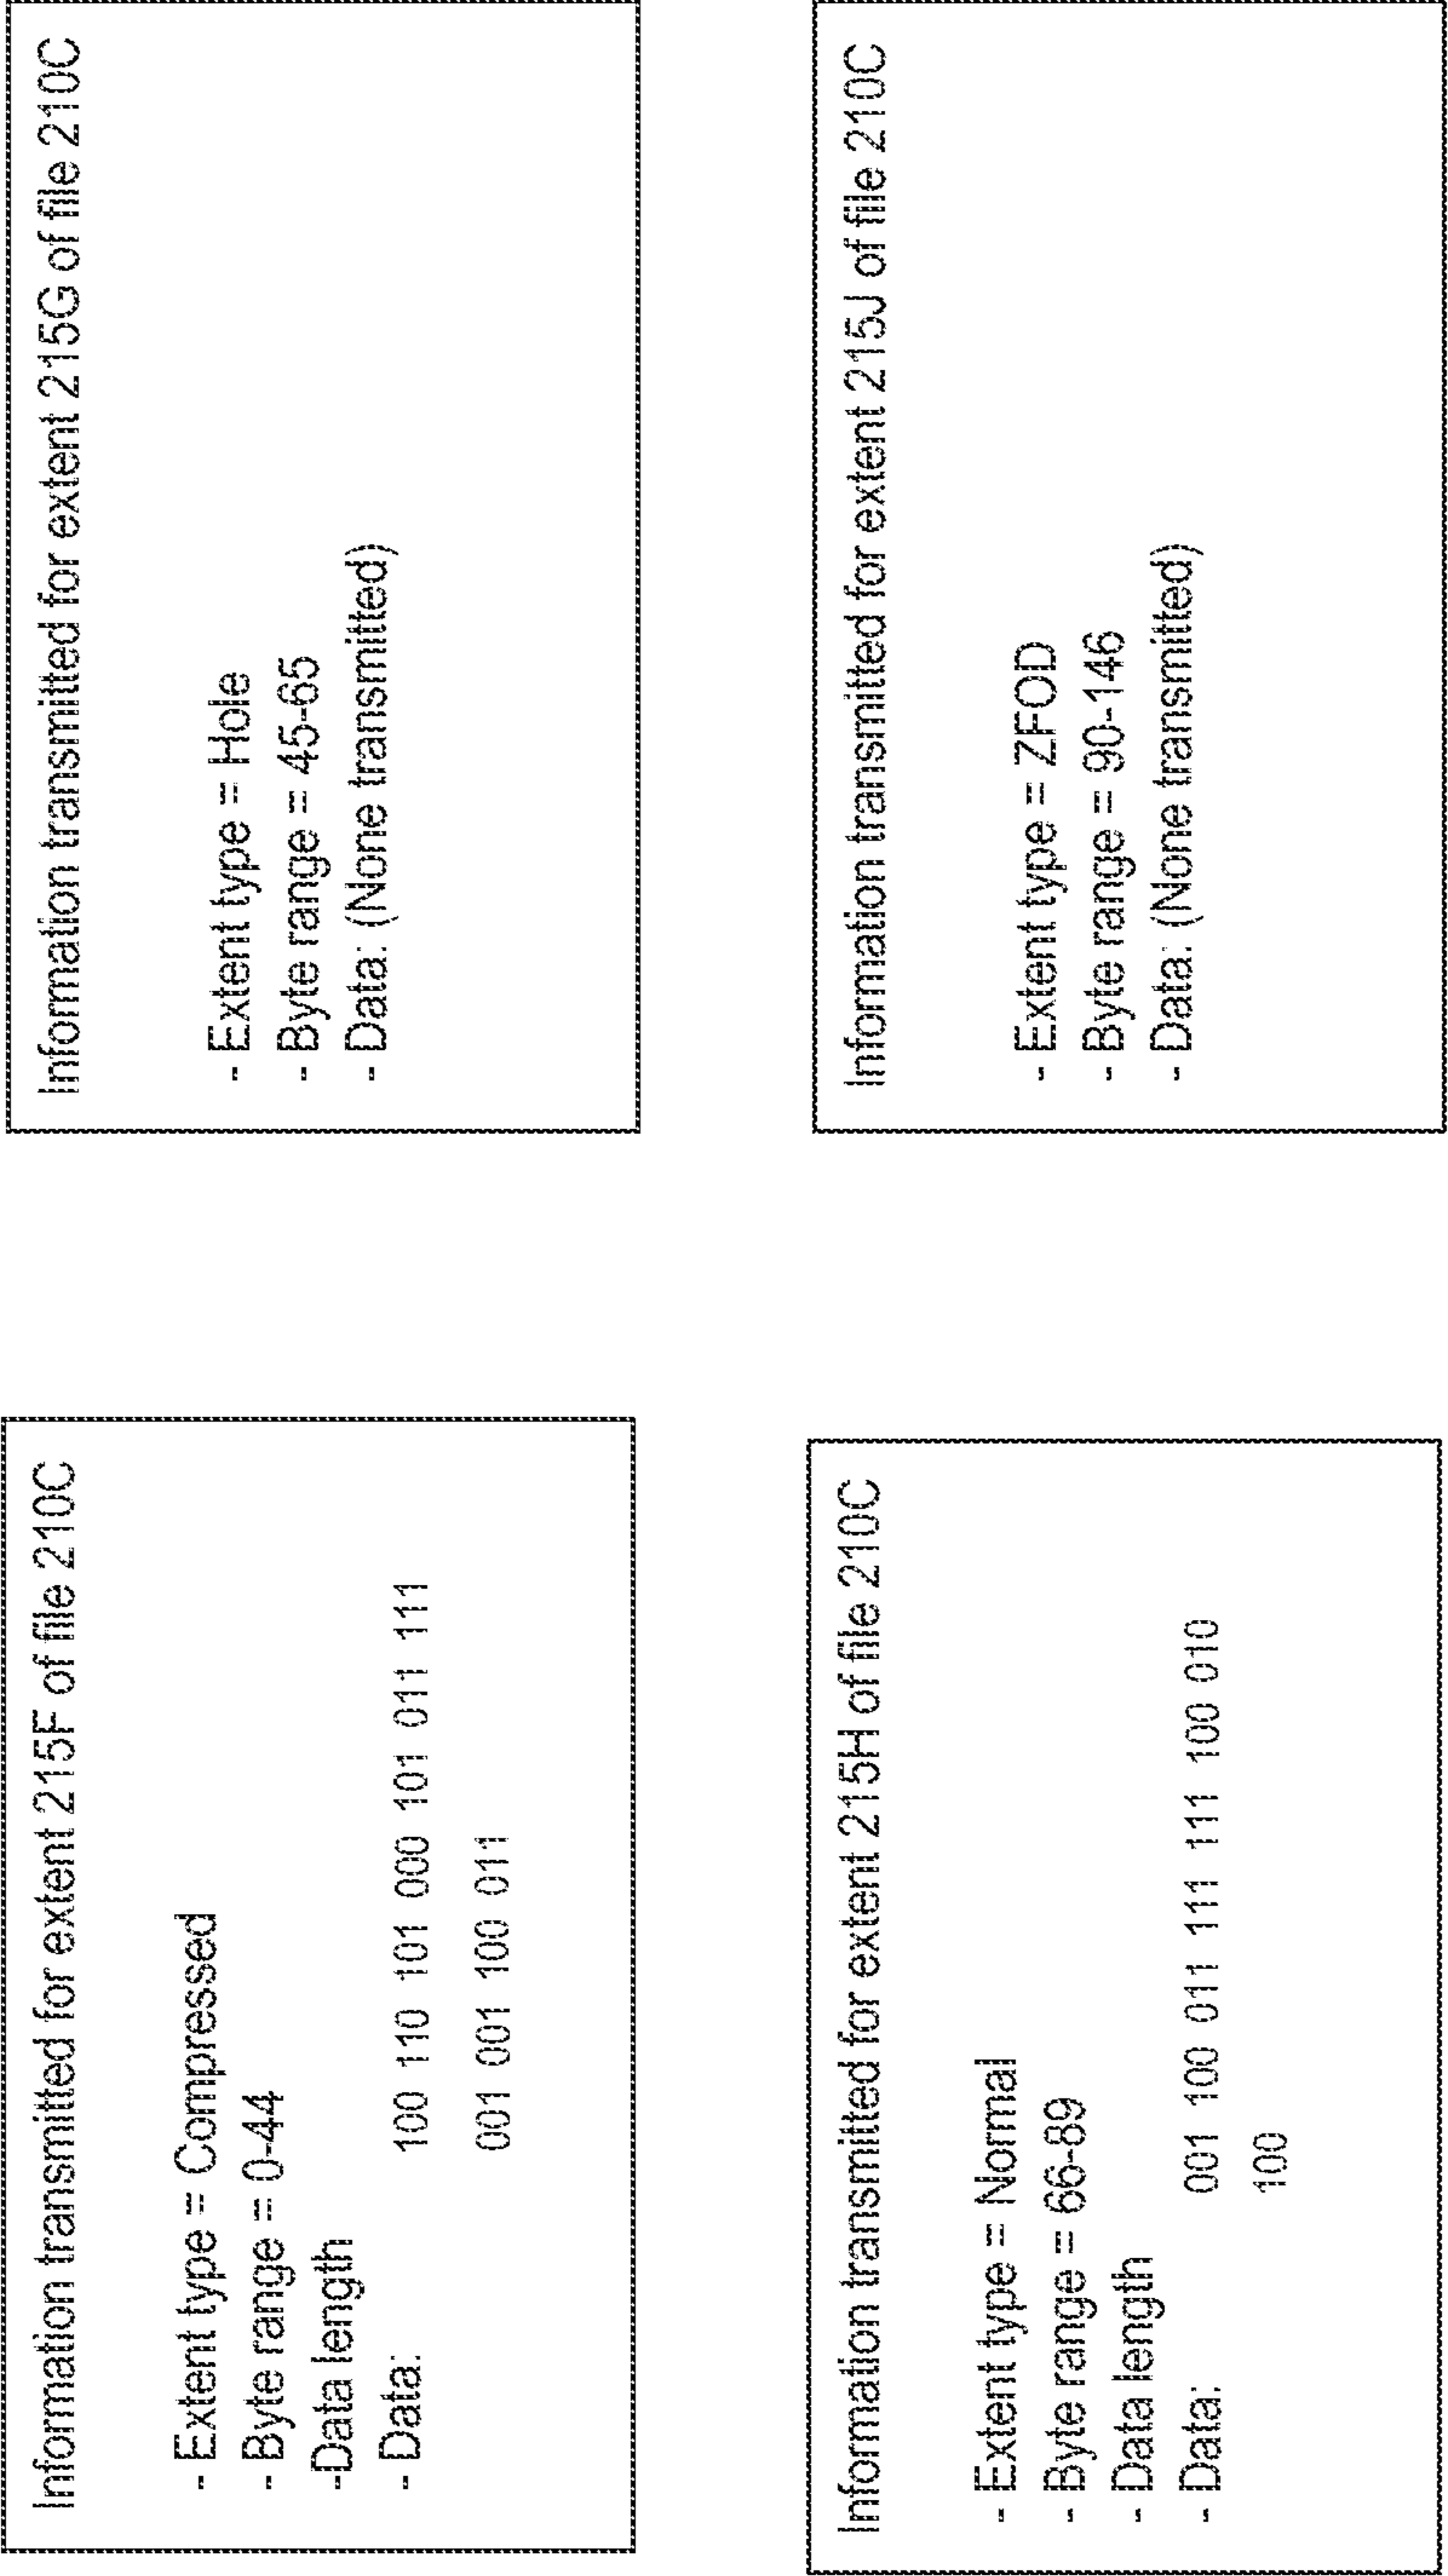 Information transmitted for extent 215F of file 210C
- Extent type = Compressed
- Byte range = 0-44
-Data length
- Data:
100 110 101 000 101 011 111
001 001 100 011
Information transmitted for extent 215G of file 210C
- Extent type = Hole
- Byte range = 45-65
- Data: (None transmitted)
Information transmitted for extent 215H of file 210C
- Extent type = Normal
- Byte range = 66-89
- Data length
- Data:
001 100 011 111 111 100 010
100
Information transmitted for extent 215J of file 210C
- Extent type = ZFOD
- Byte range = 90-146
- Data: (None transmitted)